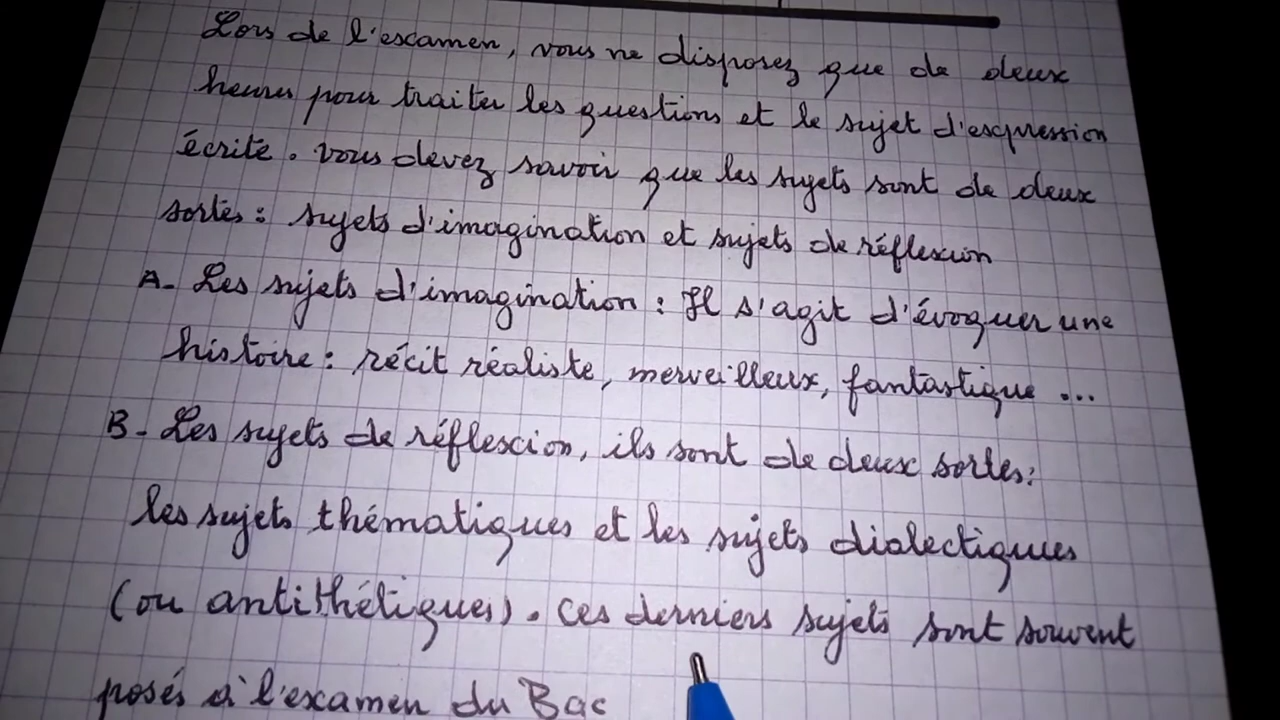 Lors de l'examen, vous ne disposez que de deux
heures pour traiter les questions et le sujet d'expression
écrite. vous devez savoir que les sujets sont de deux
sortes : sujets d'imagination et sujets de réflexion
A- Les sujets d'imagination : Il s'agit d'évoquer une
histoire : récit réaliste, merveilleux, fantastique ...
B- Les sujets de réflexion, ils sont de deux sortes :
les sujets thématiques et les sujets dialectiques
(ou antithétiques). Ces derniers sujets sont souvent
posés à l'examen du Bac